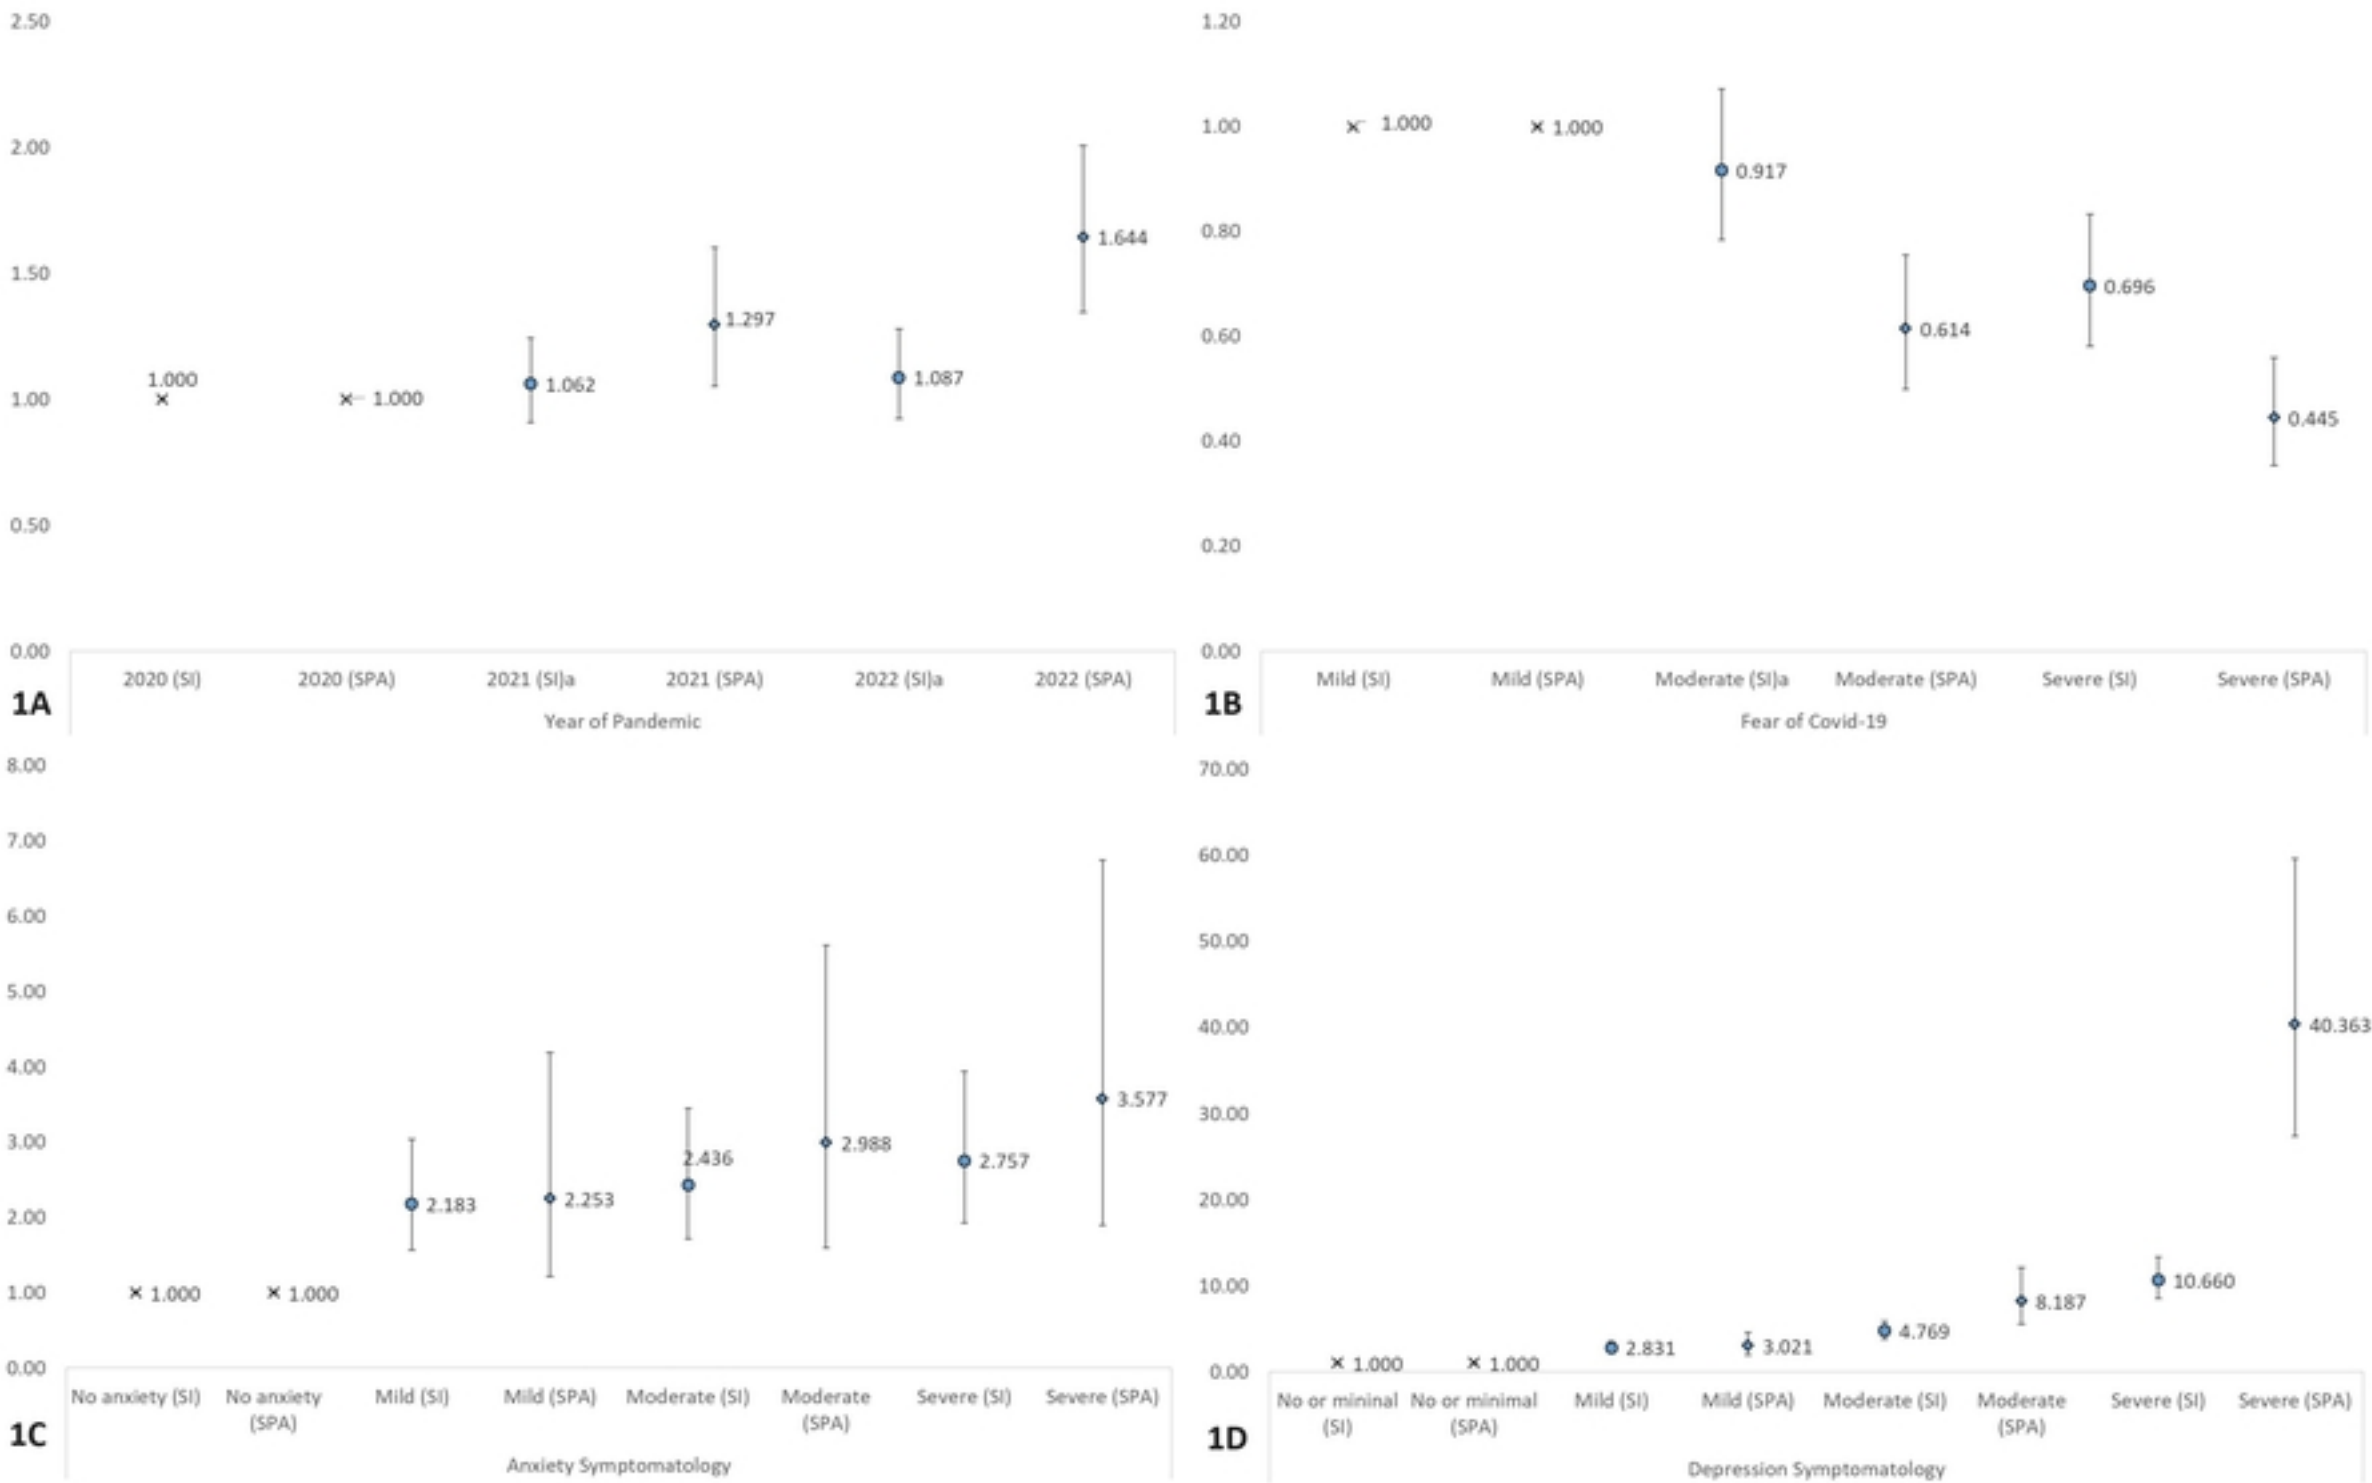 2.50
2.00
1.50
1.00
0.50
0.00
1.000
1.000
1.062
1.297
1.087
1.644
2020 (SI)
2020 (SPA)
2021 (SI)a
2021 (SPA)
2022 (SI)a
2022 (SPA)
1A
Year of Pandemic
1.20
1.00
0.80
0.60
0.40
0.20
0.00
1.000
1.000
0.917
0.614
0.696
0.445
Mild (SI)
Mild (SPA)
Moderate (SI)a
Moderate (SPA)
Severe (SI)
Severe (SPA)
1B
Fear of Covid-19
8.00
7.00
6.00
5.00
4.00
3.00
2.00
1.00
0.00
1.000
1.000
2.183
2.253
2.436
2.988
2.757
3.577
No anxiety (SI)
No anxiety
(SPA)
Mild (SI)
Mild (SPA)
Moderate (SI)
Moderate
(SPA)
Severe (SI)
Severe (SPA)
1C
Anxiety Symptomatology
70.00
60.00
50.00
40.00
30.00
20.00
10.00
0.00
1.000
1.000
2.831
3.021
4.769
8.187
10.660
40.363
No or mininal
(SI)
No or minimal
(SPA)
Mild (SI)
Mild (SPA)
Moderate (SI)
Moderate
(SPA)
Severe (SI)
Severe (SPA)
1D
Depression Symptomatology